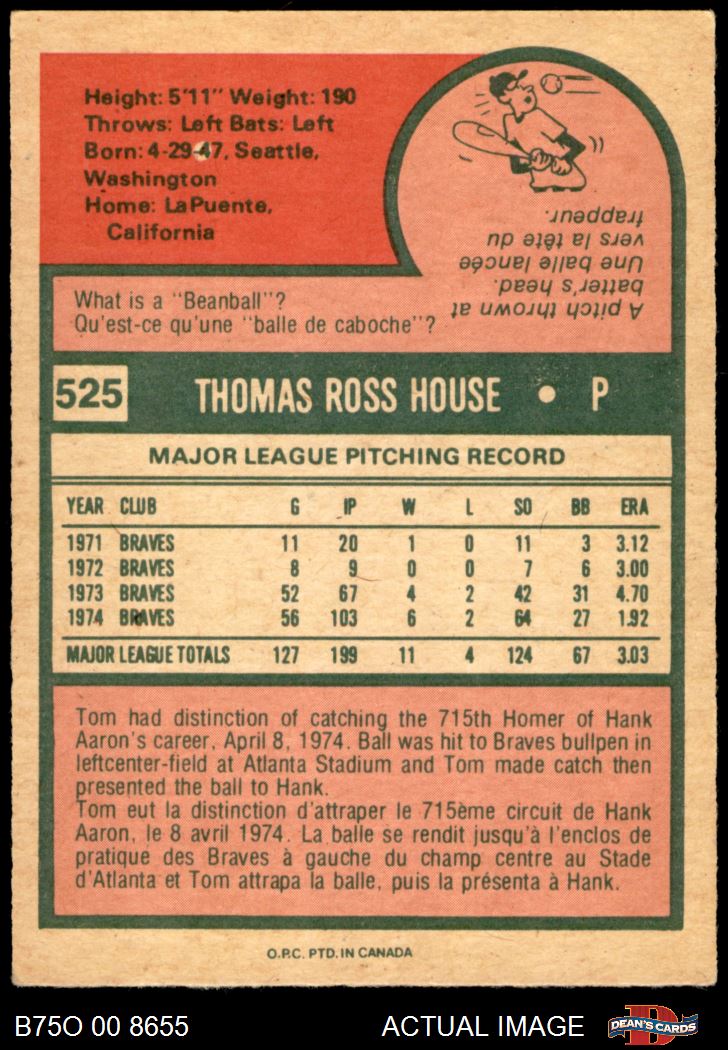 Height: 5'11" Weight: 190
Throws: Left Bats: Left
Born: 4-29-47, Seattle,
Washington
Home: LaPuente,
California
What is a "Beanball"?
Qu'est-ce qu'une "balle de caboche"?
A pitch thrown at
batter's head.
Une balle lancée
vers la tête du
frappeur.
525 THOMAS ROSS HOUSE • P
MAJOR LEAGUE PITCHING RECORD
YEAR CLUB G IP W L SO BB ERA
1971 BRAVES 11 20 1 0 11 3 3.12
1972 BRAVES 8 9 0 0 7 6 3.00
1973 BRAVES 52 67 4 2 42 31 4.70
1974 BRAVES 56 103 6 2 64 27 1.92
MAJOR LEAGUE TOTALS 127 199 11 4 124 67 3.03
Tom had distinction of catching the 715th Homer of Hank
Aaron's career, April 8, 1974. Ball was hit to Braves bullpen in
leftcenter-field at Atlanta Stadium and Tom made catch then
presented the ball to Hank.
Tom eut la distinction d'attraper le 715ème circuit de Hank
Aaron, le 8 avril 1974. La balle se rendit jusqu'à l'enclos de
pratique des Braves à gauche du champ centre au Stade
d'Atlanta et Tom attrapa la balle, puis la présenta à Hank.
O.P.C. PTD. IN CANADA
B75O 00 8655 ACTUAL IMAGE D DEAN'S CARDS